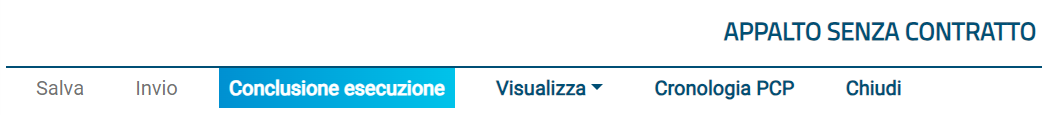 APPALTO SENZA CONTRATTO
Salva Invio Conclusione esecuzione Visualizza Cronologia PCP Chiudi